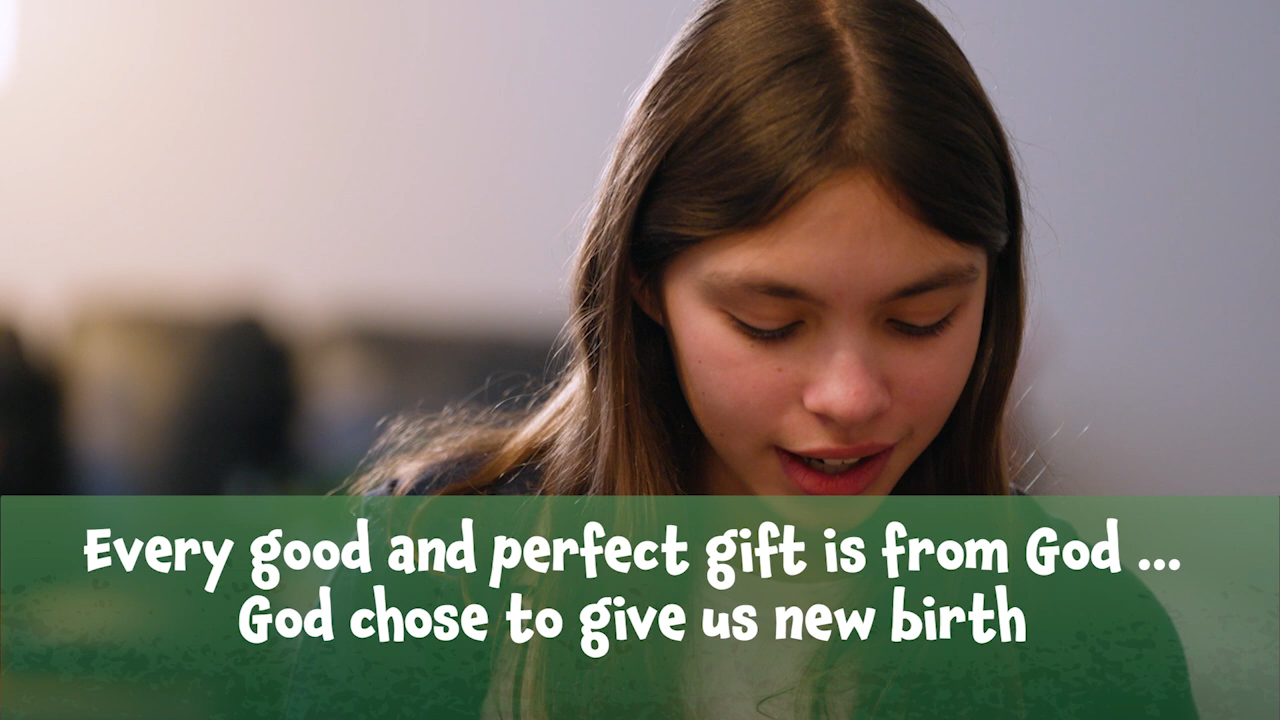 Every good and perfect gift is from God ...
God chose to give us new birth